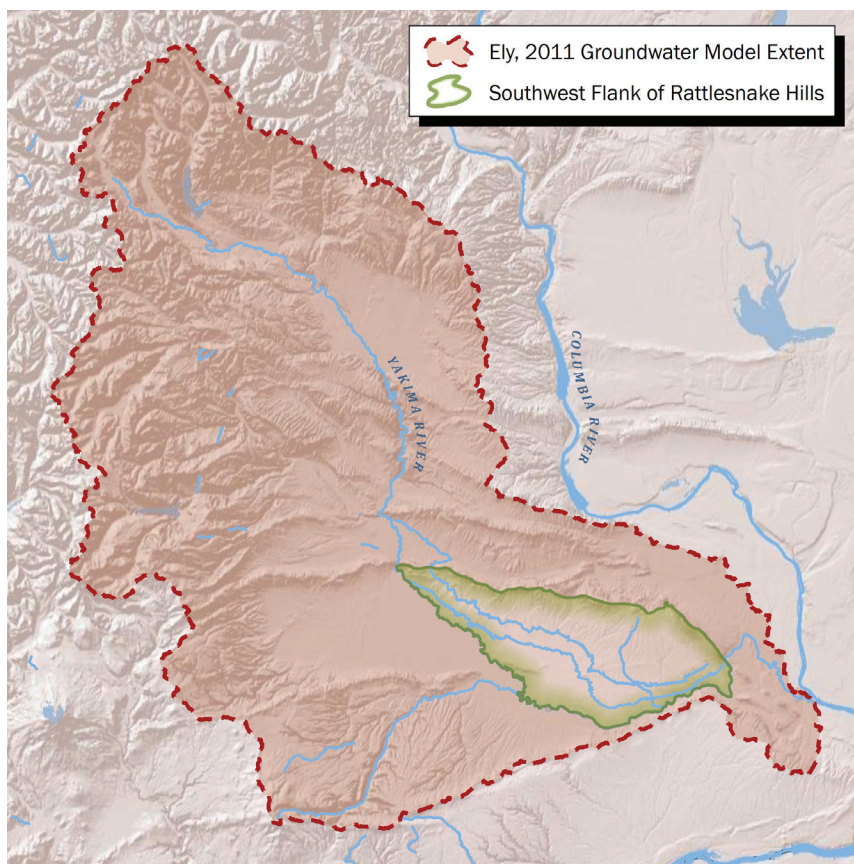 Ely, 2011 Groundwater Model Extent
Southwest Flank of Rattlesnake Hills
YAKIMA RIVER
COLUMBIA RIVER